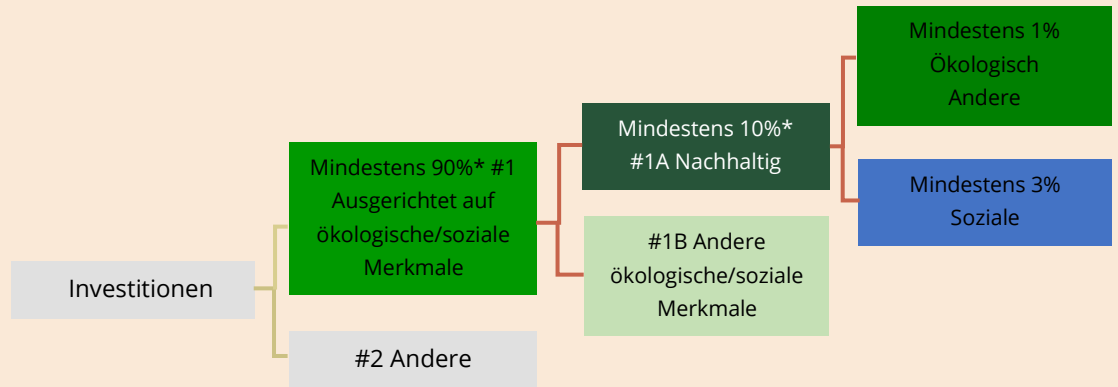 Investitionen
Mindestens 90%* #1
Ausgerichtet auf
ökologische/soziale
Merkmale
#2 Andere
Mindestens 10%*
#1A Nachhaltig
#1B Andere
ökologische/soziale
Merkmale
Mindestens 1%
Ökologisch
Andere
Mindestens 3%
Soziale